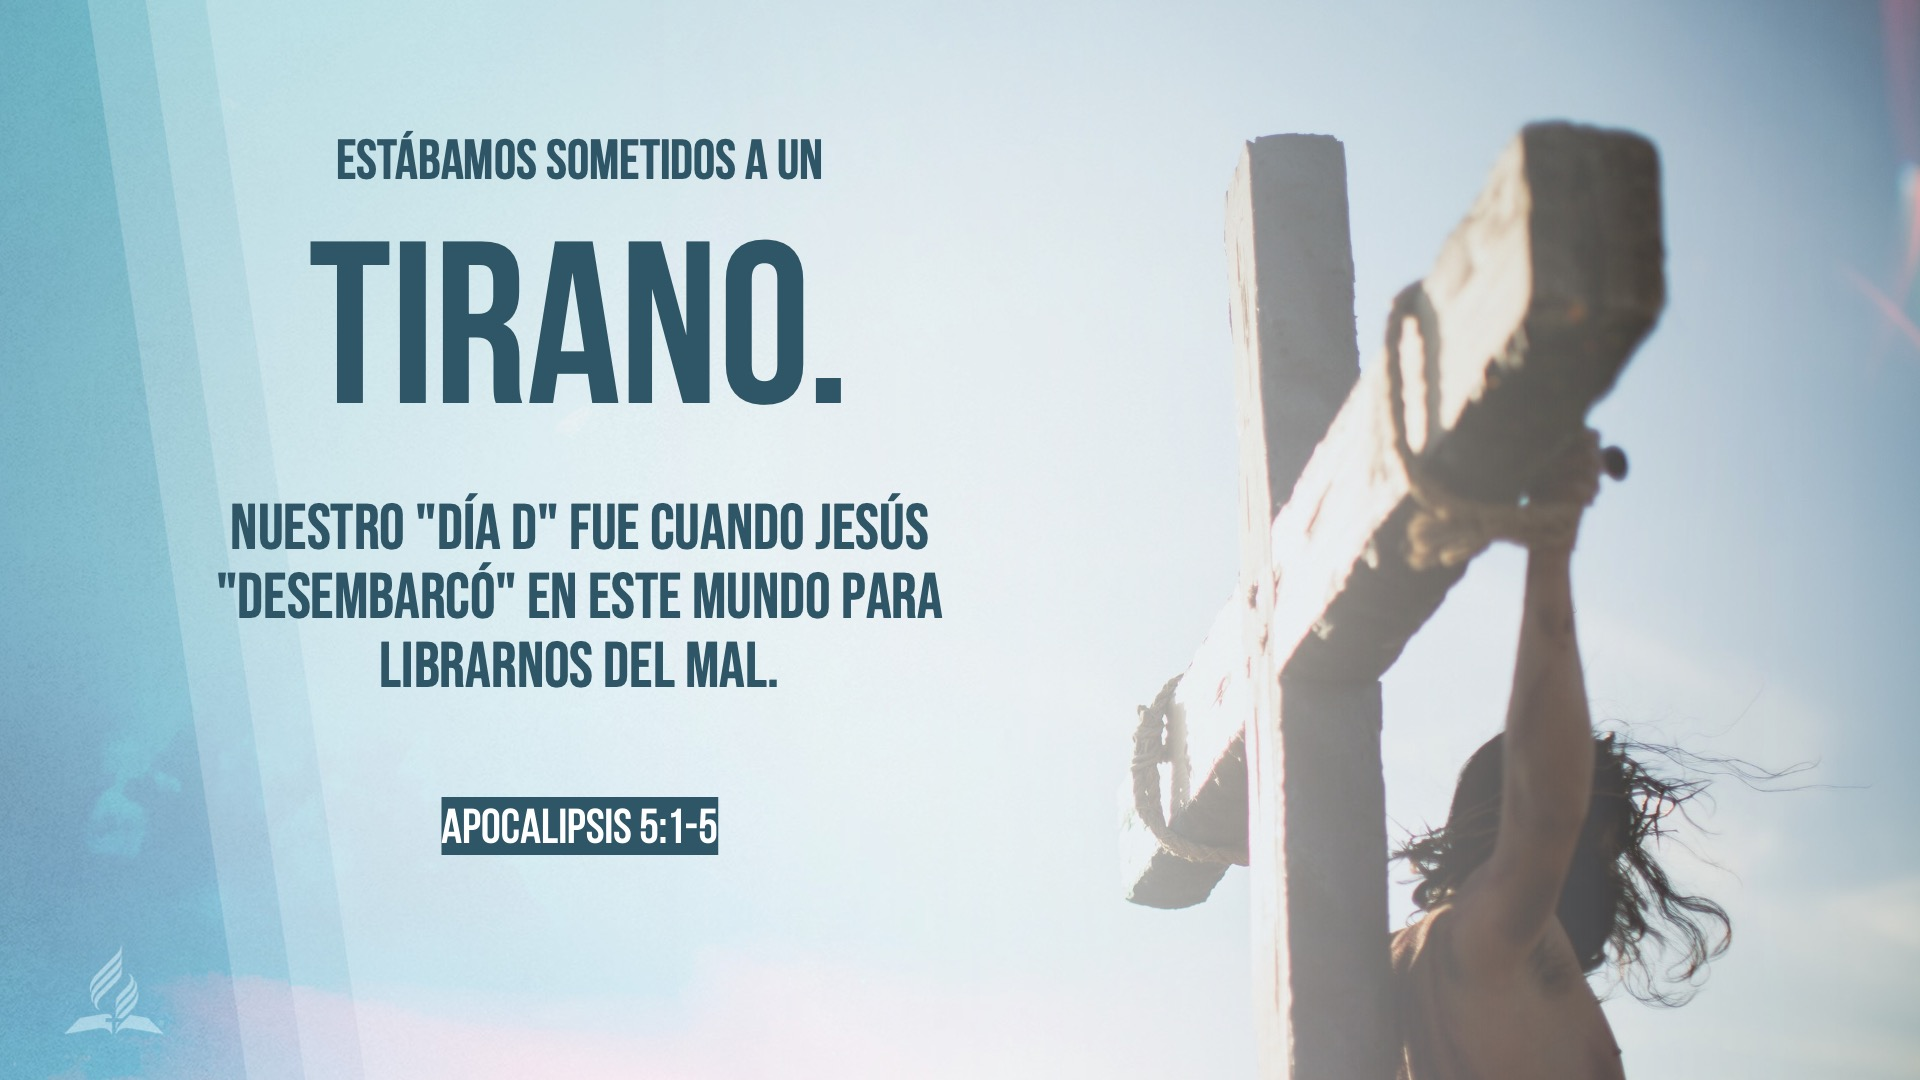 ESTÁBAMOS SOMETIDOS A UN
TIRANO.
NUESTRO "DÍA D" FUE CUANDO JESÚS
"DESEMBARCÓ" EN ESTE MUNDO PARA
LIBRARNOS DEL MAL.
APOCALIPSIS 5:1-5